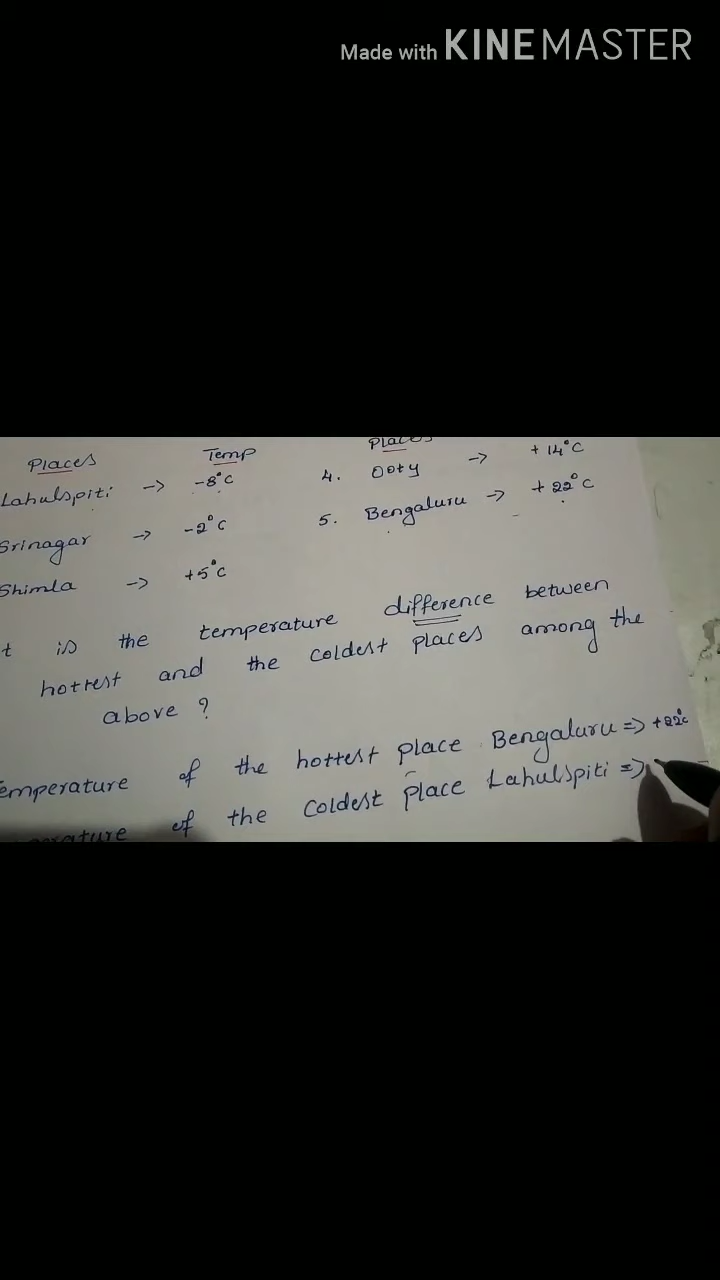 Made with KINEMASTER
Places Temp Places
Lahulspiti -> -8°C 4. Ooty -> +14°C
Srinagar -> -2°C 5. Bengaluru -> +22°C
Shimla -> +5°C
t is the temperature difference between
hottest and the coldest places among the
above ?
emperature of the hottest place Bengaluru => +22°C
erature of the coldest place Lahulspiti =>